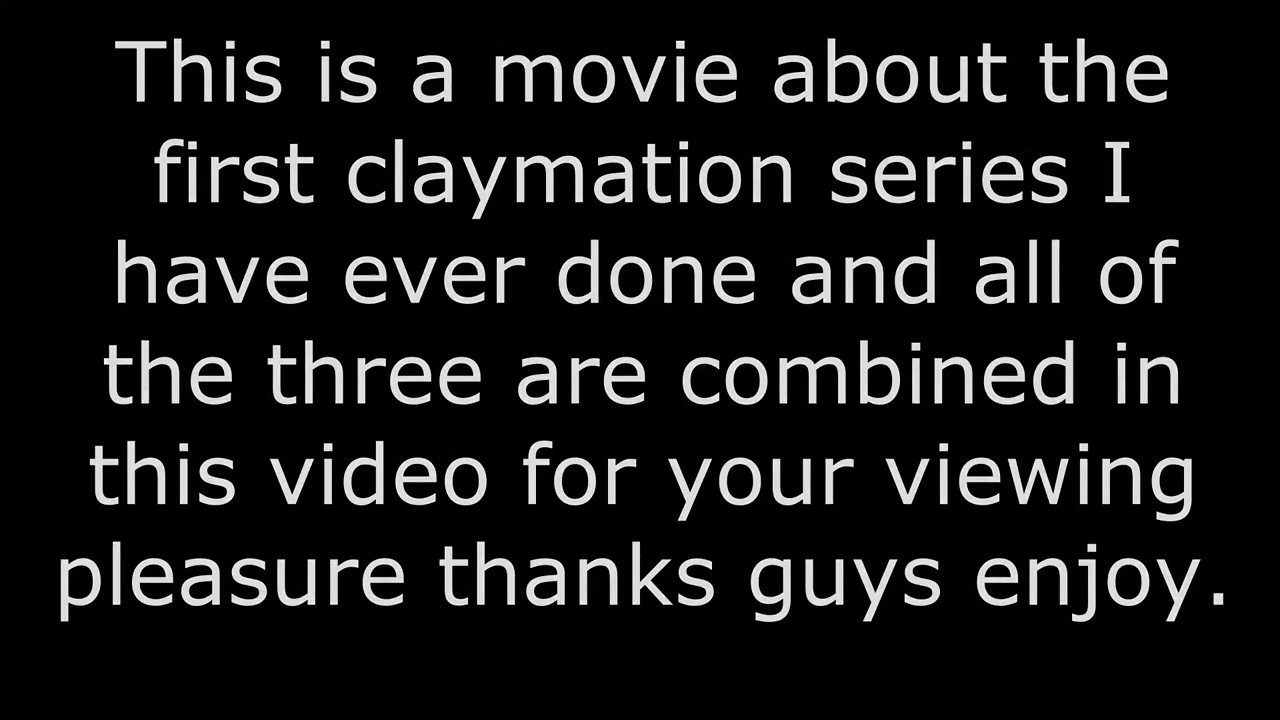 This is a movie about the
first claymation series I
have ever done and all of
the three are combined in
this video for your viewing
pleasure thanks guys enjoy.